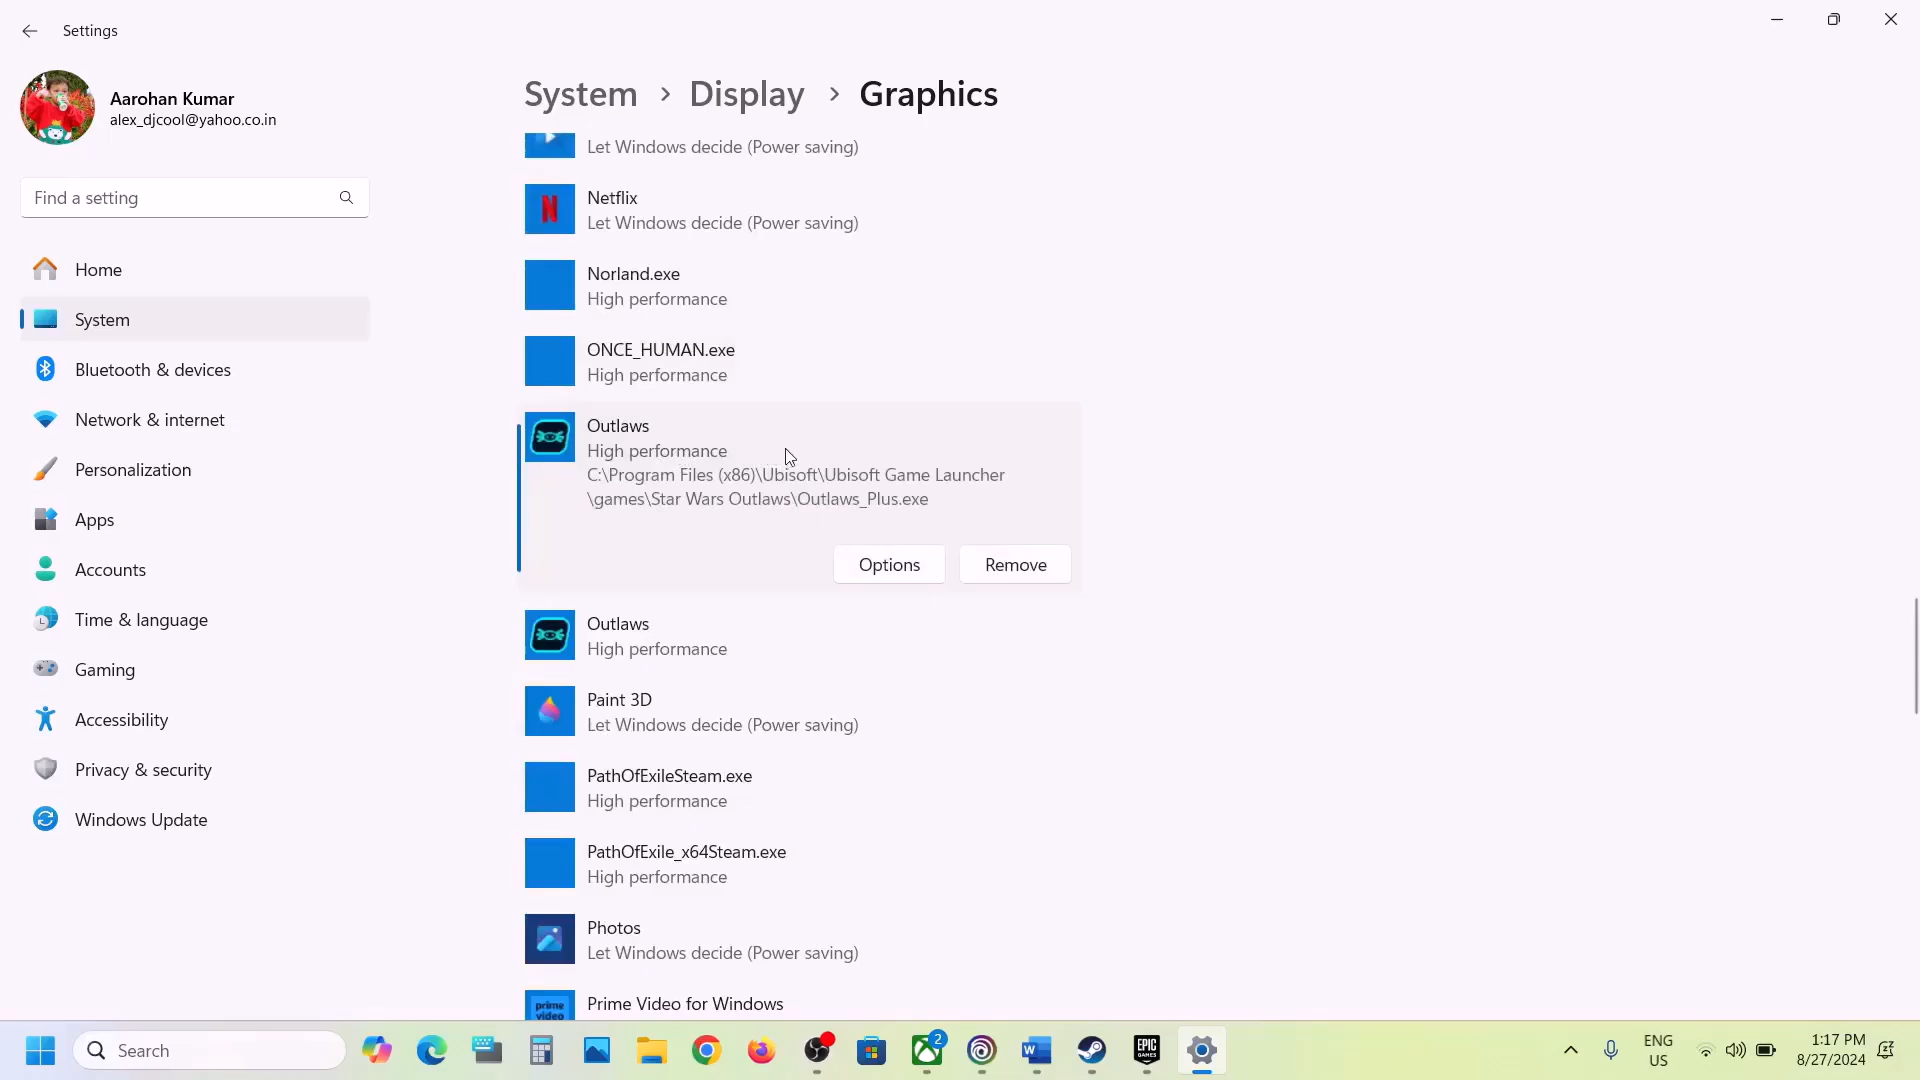 Settings
Aarohan Kumar
alex_djcool@yahoo.co.in
Find a setting
Home
System
Bluetooth & devices
Network & internet
Personalization
Apps
Accounts
Time & language
Gaming
Accessibility
Privacy & security
Windows Update
System > Display > Graphics
Let Windows decide (Power saving)
N
Netflix
Let Windows decide (Power saving)
Norland.exe
High performance
ONCE_HUMAN.exe
High performance
Outlaws
High performance
C:\Program Files (x86)\Ubisoft\Ubisoft Game Launcher
\games\Star Wars Outlaws\Outlaws_Plus.exe
Options
Remove
Outlaws
High performance
Paint 3D
Let Windows decide (Power saving)
PathOfExileSteam.exe
High performance
PathOfExile_x64Steam.exe
High performance
Photos
Let Windows decide (Power saving)
prime
video
Prime Video for Windows
Search
2
W
EPIC
GAMES
ENG
US
1:17 PM
8/27/2024